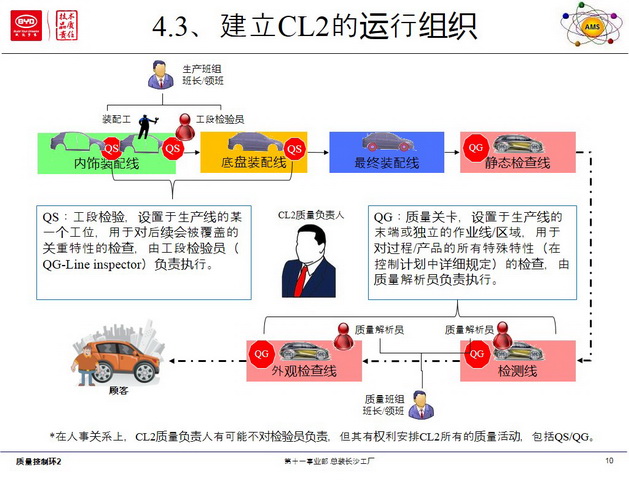 BYD
技术
品质
责任
4.3、建立CL2的运行组织
AMS
生产班组
班长/领班
装配工
工段检验员
QS
QS
QS
QG
内饰装配线
底盘装配线
最终装配线
静态检查线
QS:工段检验,设置于生产线的某
一个工位,用于对后续会被覆盖的
关重特性的检查,由工段检验员(
QG-Line inspector)负责执行。
CL2质量负责人
QG:质量关卡,设置于生产线的
末端或独立的作业线/区域,用于
对过程/产品的所有特殊特性(在
控制计划中详细规定)的检查,由
质量解析员负责执行。
质量解析员
质量解析员
QG
QG
外观检查线
检测线
顾客
质量班组
班长/领班
*在人事关系上,CL2质量负责人有可能不对检验员负责,但其有权利安排CL2所有的质量活动,包括QS/QG。
质量控制环2
第十一事业部 总装长沙工厂
10